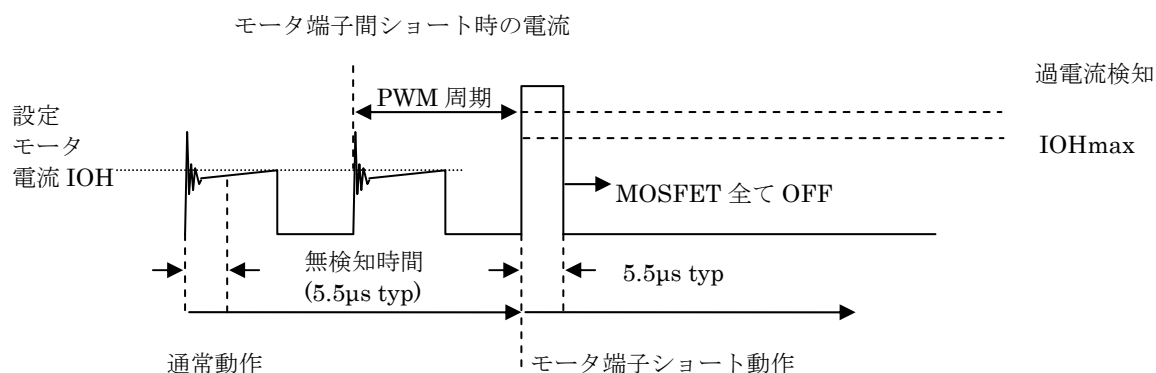 モータ端子間ショート時の電流
過電流検知
PWM 周期
設定
モータ
電流 IOH
IOHmax
MOSFET 全て OFF
無検知時間
(5.5µs typ)
5.5µs typ
通常動作
モータ端子ショート動作